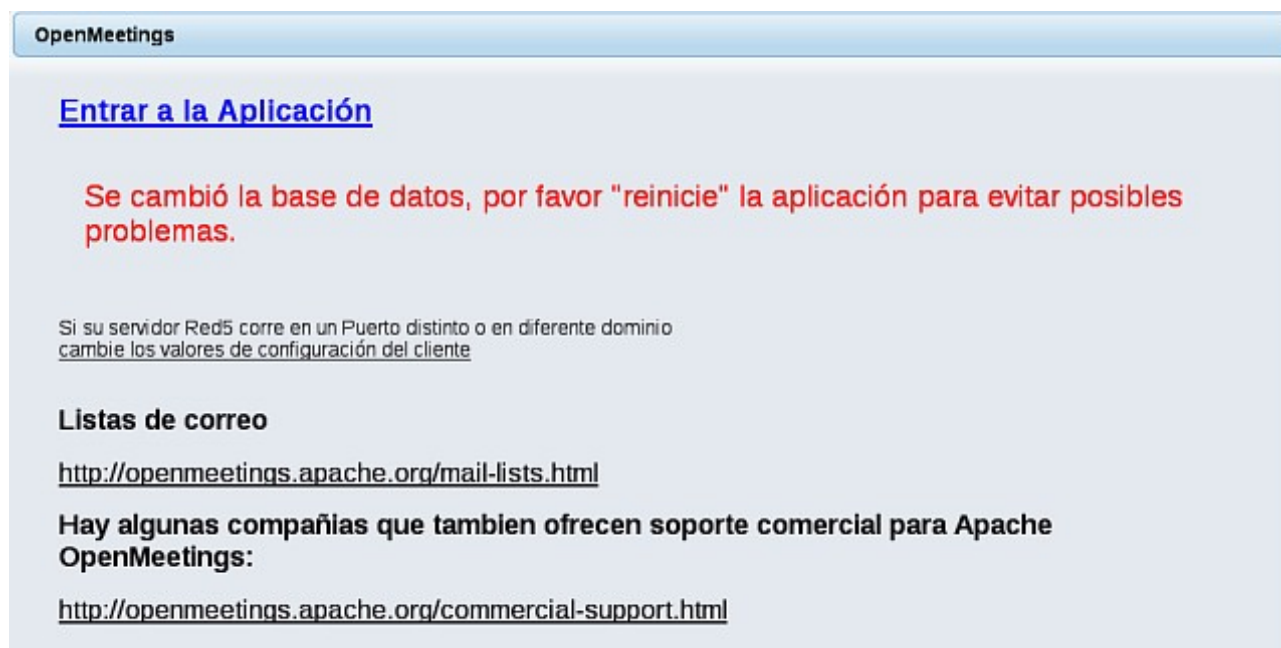 OpenMeetings
Entrar a la Aplicación
Se cambió la base de datos, por favor "reinicie" la aplicación para evitar posibles
problemas.
Si su servidor Red5 corre en un Puerto distinto o en diferente dominio
cambie los valores de configuración del cliente
Listas de correo
http://openmeetings.apache.org/mail-lists.html
Hay algunas compañias que tambien ofrecen soporte comercial para Apache
OpenMeetings:
http://openmeetings.apache.org/commercial-support.html